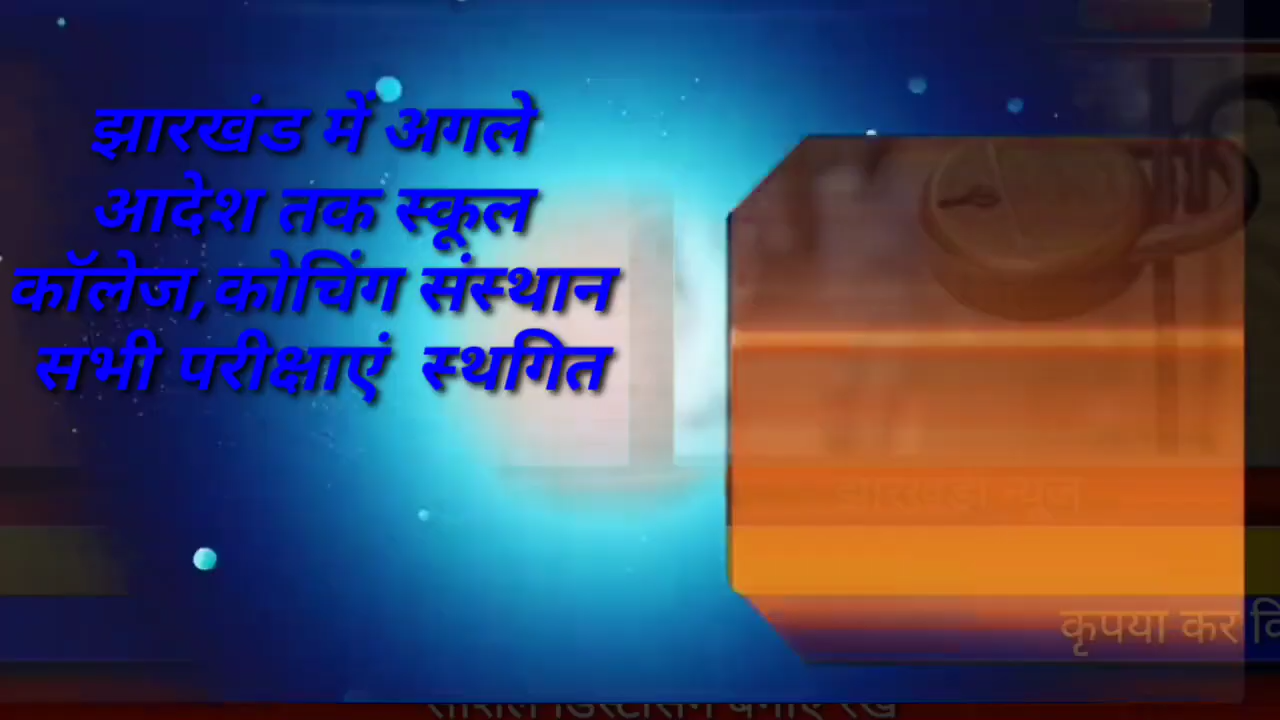 झारखंड में अगले
आदेश तक स्कूल
कॉलेज,कोचिंग संस्थान
सभी परीक्षाएं स्थगित
कृपया कर